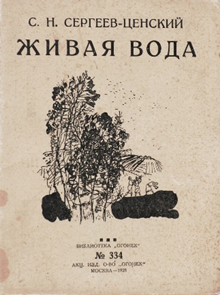 С. Н. СЕРГЕЕВ-ЦЕНСКИЙ
ЖИВАЯ ВОДА
БИБЛИОТЕКА „ОГОНЕК“
№ 334
АКЦ. ИЗД. О-ВО „ОГОНЕК“
МОСКВА—1928